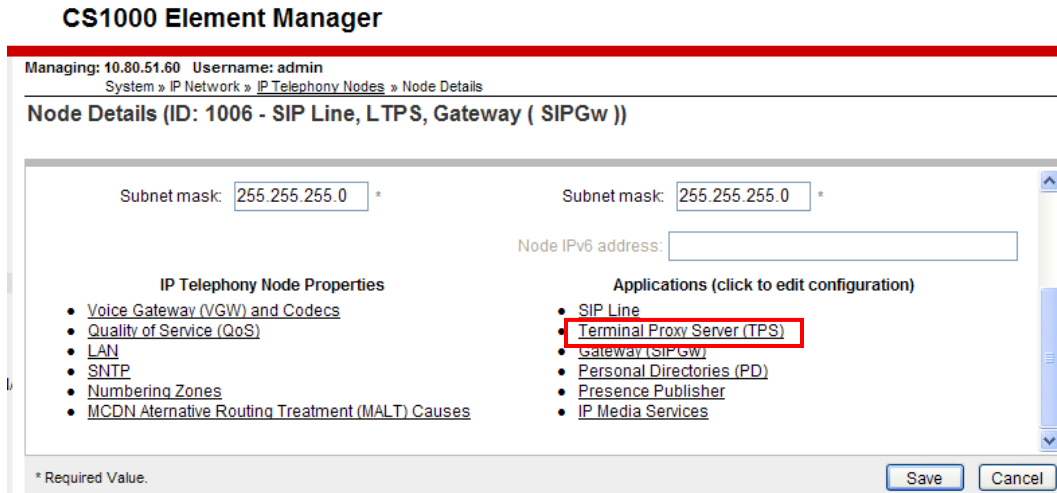 CS1000 Element Manager
Managing: 10.80.51.60 Username: admin
System » IP Network » IP Telephony Nodes » Node Details
Node Details (ID: 1006 - SIP Line, LTPS, Gateway ( SIPGw ))
Subnet mask: 255.255.255.0 *
Subnet mask: 255.255.255.0 *
Node IPv6 address:
IP Telephony Node Properties
• Voice Gateway (VGW) and Codecs
• Quality of Service (QoS)
• LAN
• SNTP
• Numbering Zones
• MCDN Aternative Routing Treatment (MALT) Causes
Applications (click to edit configuration)
• SIP Line
• Terminal Proxy Server (TPS)
• Gateway (SIPGw)
• Personal Directories (PD)
• Presence Publisher
• IP Media Services
* Required Value.
Save
Cancel